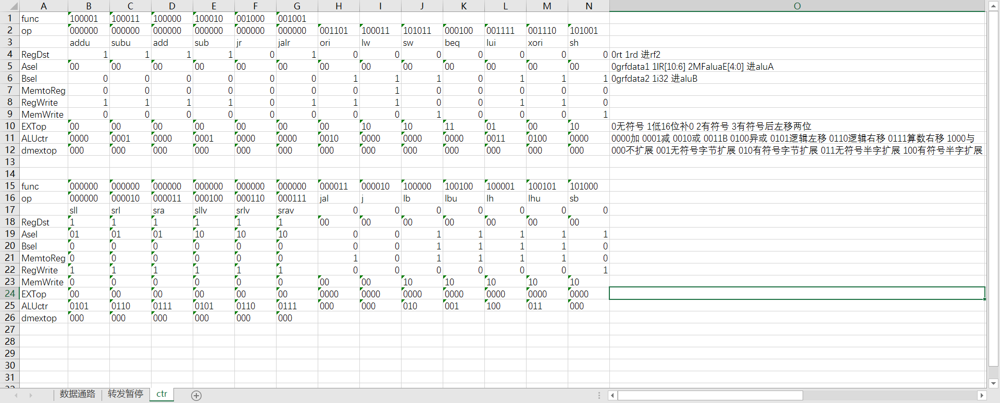 A B C D E F G H I J K L M N O
1 func 100001 100011 100000 100010 001000 001001
2 op 000000 000000 000000 000000 000000 000000 001101 100011 101011 000100 001111 001110 101001
3 addu subu add sub jr jalr ori lw sw beq lui xori sh
4 RegDst 1 1 1 1 0 1 0 0 0 0 0 0 0 0rt 1rd 进rf2
5 Asel 00 00 00 00 00 00 00 00 00 00 00 00 00 0grfdata1 1IR[10:6] 2MFaluaE[4:0] 进aluA
6 Bsel 0 0 0 0 0 0 1 1 1 0 1 1 1 0grfdata2 1i32 进aluB
7 MemtoReg 0 0 0 0 0 0 0 1 0 0 0 0 0
8 RegWrite 1 1 1 1 0 1 1 1 0 0 1 1 0
9 MemWrite 0 0 0 0 0 0 0 0 1 0 0 0 1
10 EXTop 00 00 00 00 00 00 00 10 10 11 01 00 10 0无符号 1低16位补0 2有符号 3有符号后左移两位
11 ALUctr 0000 0001 0000 0001 0000 0000 0010 0000 0000 0000 0011 0100 0000 0000加 0001减 0010或 0011B 0100异或 0101逻辑左移 0110逻辑右移 0111算数右移 1000与
12 dmextop 000 000 000 000 000 000 000 000 000 000 000 000 000 000不扩展 001无符号字节扩展 010有符号字节扩展 011无符号半字扩展 100有符号半字扩展
13
14
15 func 000000 000000 000000 000000 000000 000000 000011 000010 100000 100100 100001 100101 101000
16 op 000000 000010 000011 000100 000110 000111 jal j lb lbu lh lhu sb
17 sll srl sra sllv srlv srav 0 0 0 0 0 0 0
18 RegDst 1 1 1 1 1 1 00 00 00 00 00 00 00
19 Asel 01 01 01 10 10 10 0 0 1 1 1 1 1
20 Bsel 0 0 0 0 0 0 0 0 1 1 1 1 0
21 MemtoReg 0 0 0 0 0 0 1 0 1 1 1 1 0
22 RegWrite 1 1 1 1 1 1 0 0 0 0 0 0 1
23 MemWrite 0 0 0 0 0 0 00 00 10 10 10 10 10
24 EXTop 00 00 00 00 00 00 0000 0000 0000 0000 0000 0000 0000
25 ALUctr 0101 0110 0111 0101 0110 0111 000 000 010 001 100 011 000
26 dmextop 000 000 000 000 000 000
27
28
29
30
31
数据通路 转发暂停 ctr